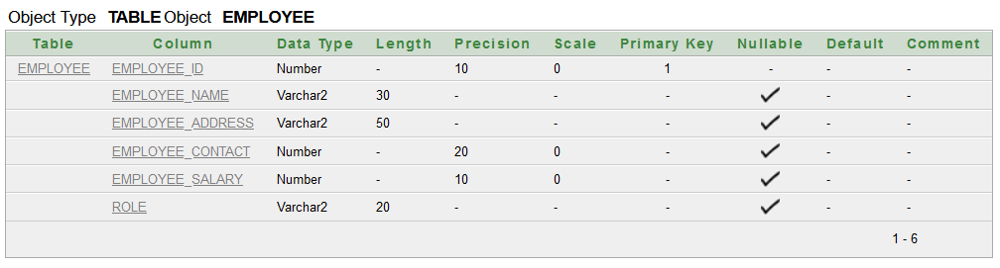 Object Type TABLE Object EMPLOYEE
Table Column Data Type Length Precision Scale Primary Key Nullable Default Comment
EMPLOYEE EMPLOYEE_ID Number - 10 0 1 - - -
EMPLOYEE_NAME Varchar2 30 - - - - -
EMPLOYEE_ADDRESS Varchar2 50 - - - - -
EMPLOYEE_CONTACT Number - 20 0 - - -
EMPLOYEE_SALARY Number - 10 0 - - -
ROLE Varchar2 20 - - - - -
1 - 6